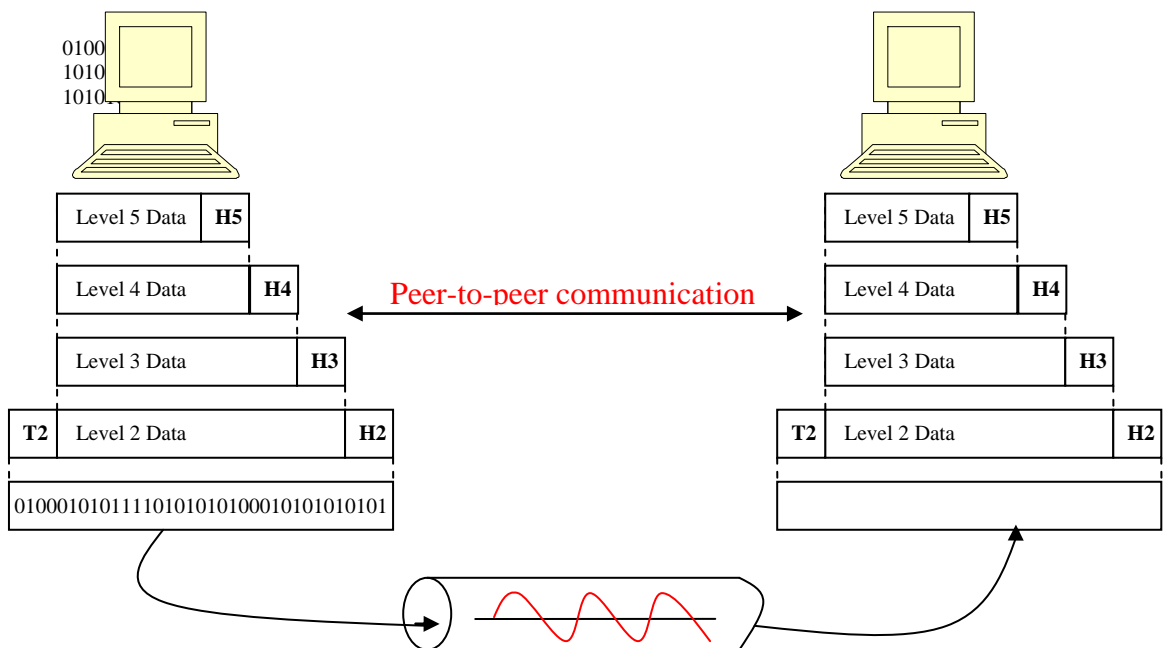 0100
1010
1010
Level 5 Data H5
Level 4 Data H4
Level 3 Data H3
T2 Level 2 Data H2
01000101011110101010100010101010101
Peer-to-peer communication
Level 5 Data H5
Level 4 Data H4
Level 3 Data H3
T2 Level 2 Data H2